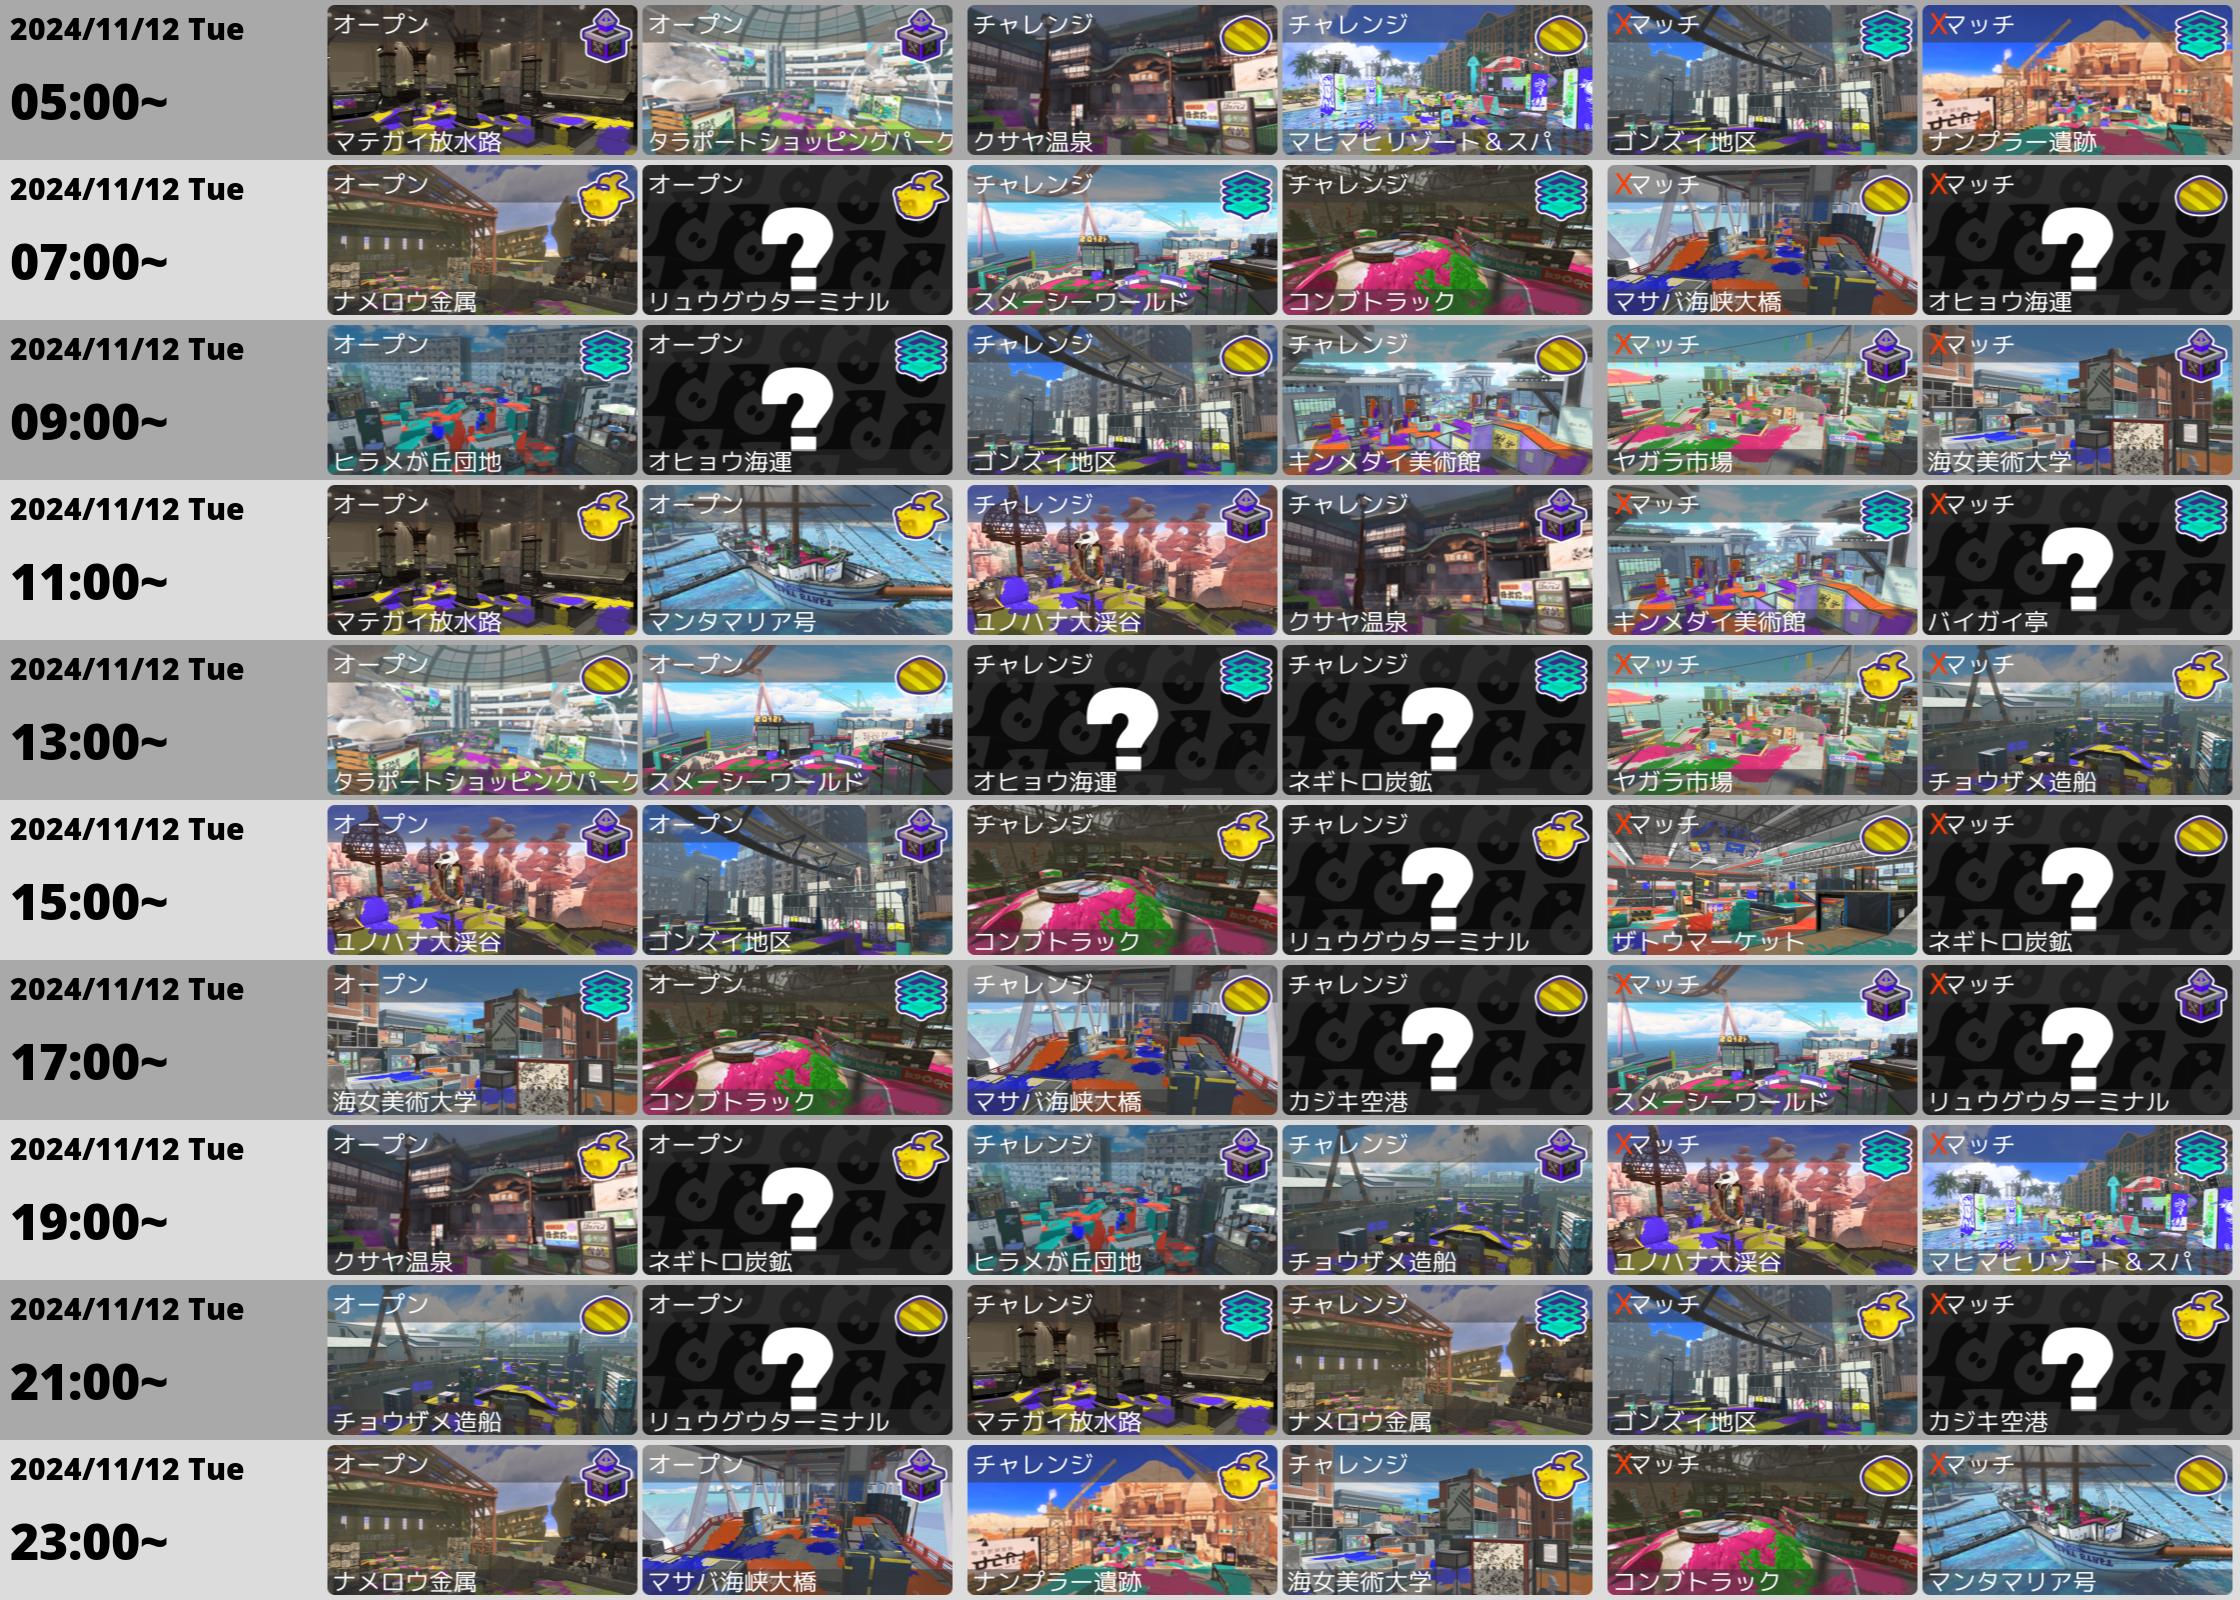 2024/11/12 Tue
05:00~
オープン
マテガイ放水路
オープン
タラポートショッピングパーク
チャレンジ
クサヤ温泉
チャレンジ
マヒマヒリゾート&スパ
Xマッチ
ゴンズイ地区
Xマッチ
ナンプラー遺跡
2024/11/12 Tue
07:00~
オープン
ナメロウ金属
オープン
?
リュウグウターミナル
チャレンジ
スメーシーワールド
チャレンジ
コンブトラック
Xマッチ
マサバ海峡大橋
Xマッチ
?
オヒョウ海運
2024/11/12 Tue
09:00~
オープン
ヒラメが丘団地
オープン
?
オヒョウ海運
チャレンジ
ゴンズイ地区
チャレンジ
キンメダイ美術館
Xマッチ
ヤガラ市場
Xマッチ
海女美術大学
2024/11/12 Tue
11:00~
オープン
マテガイ放水路
オープン
マンタマリア号
チャレンジ
ユノハナ大渓谷
チャレンジ
クサヤ温泉
Xマッチ
キンメダイ美術館
Xマッチ
?
バイガイ亭
2024/11/12 Tue
13:00~
オープン
タラポートショッピングパーク
オープン
スメーシーワールド
チャレンジ
?
オヒョウ海運
チャレンジ
?
ネギトロ炭鉱
Xマッチ
ヤガラ市場
Xマッチ
チョウザメ造船
2024/11/12 Tue
15:00~
オープン
ユノハナ大渓谷
オープン
ゴンズイ地区
チャレンジ
コンブトラック
チャレンジ
?
リュウグウターミナル
Xマッチ
ザトウマーケット
Xマッチ
?
ネギトロ炭鉱
2024/11/12 Tue
17:00~
オープン
海女美術大学
オープン
コンブトラック
チャレンジ
マサバ海峡大橋
チャレンジ
?
カジキ空港
Xマッチ
スメーシーワールド
Xマッチ
?
リュウグウターミナル
2024/11/12 Tue
19:00~
オープン
クサヤ温泉
オープン
?
ネギトロ炭鉱
チャレンジ
ヒラメが丘団地
チャレンジ
チョウザメ造船
Xマッチ
ユノハナ大渓谷
Xマッチ
マヒマヒリゾート&スパ
2024/11/12 Tue
21:00~
オープン
チョウザメ造船
オープン
?
リュウグウターミナル
チャレンジ
マテガイ放水路
チャレンジ
ナメロウ金属
Xマッチ
ゴンズイ地区
Xマッチ
?
カジキ空港
2024/11/12 Tue
23:00~
オープン
ナメロウ金属
オープン
マサバ海峡大橋
チャレンジ
ナンプラー遺跡
チャレンジ
海女美術大学
Xマッチ
コンブトラック
Xマッチ
マンタマリア号